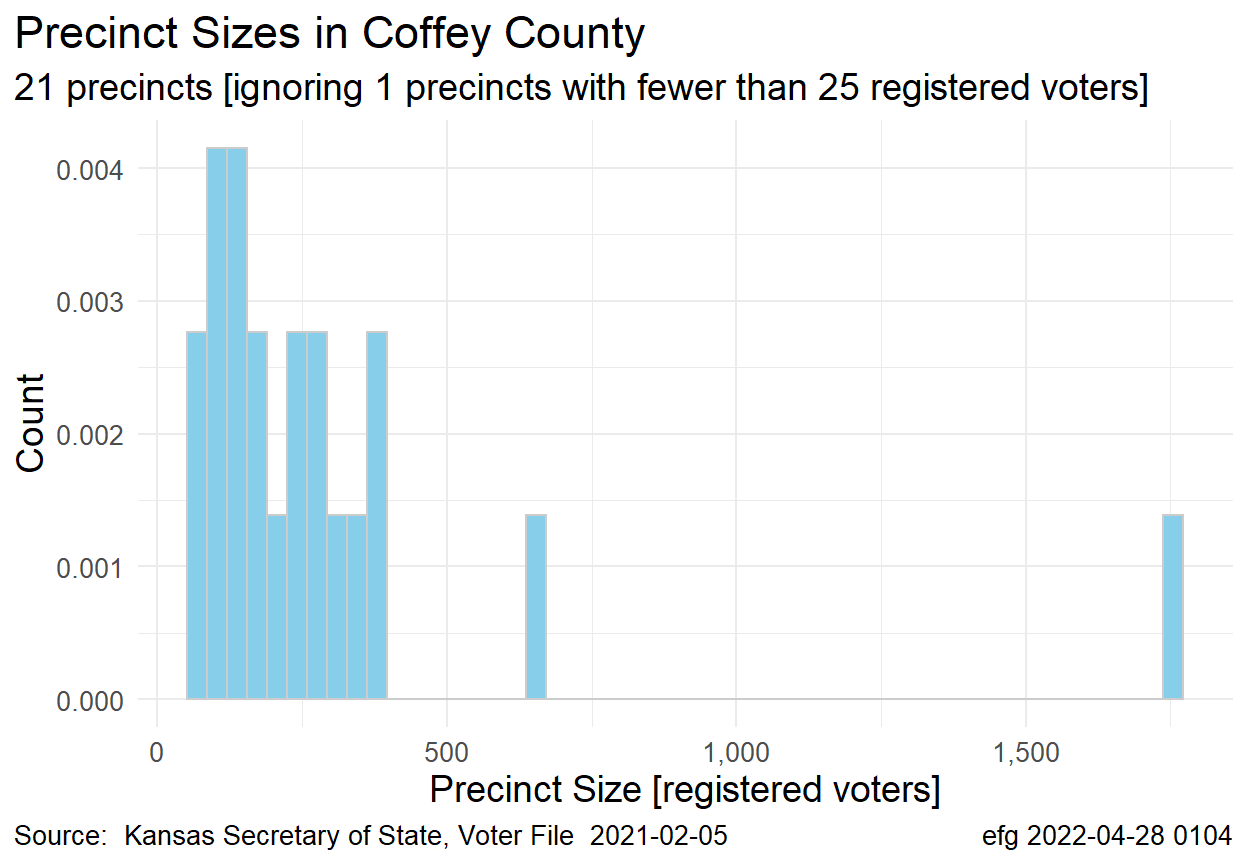 Precinct Sizes in Coffey County
21 precincts [ignoring 1 precincts with fewer than 25 registered voters]
0.004
0.003
0.002
0.001
0.000
Count
0 500 1,000 1,500
Precinct Size [registered voters]
Source:  Kansas Secretary of State, Voter File  2021-02-05
efg 2022-04-28 0104